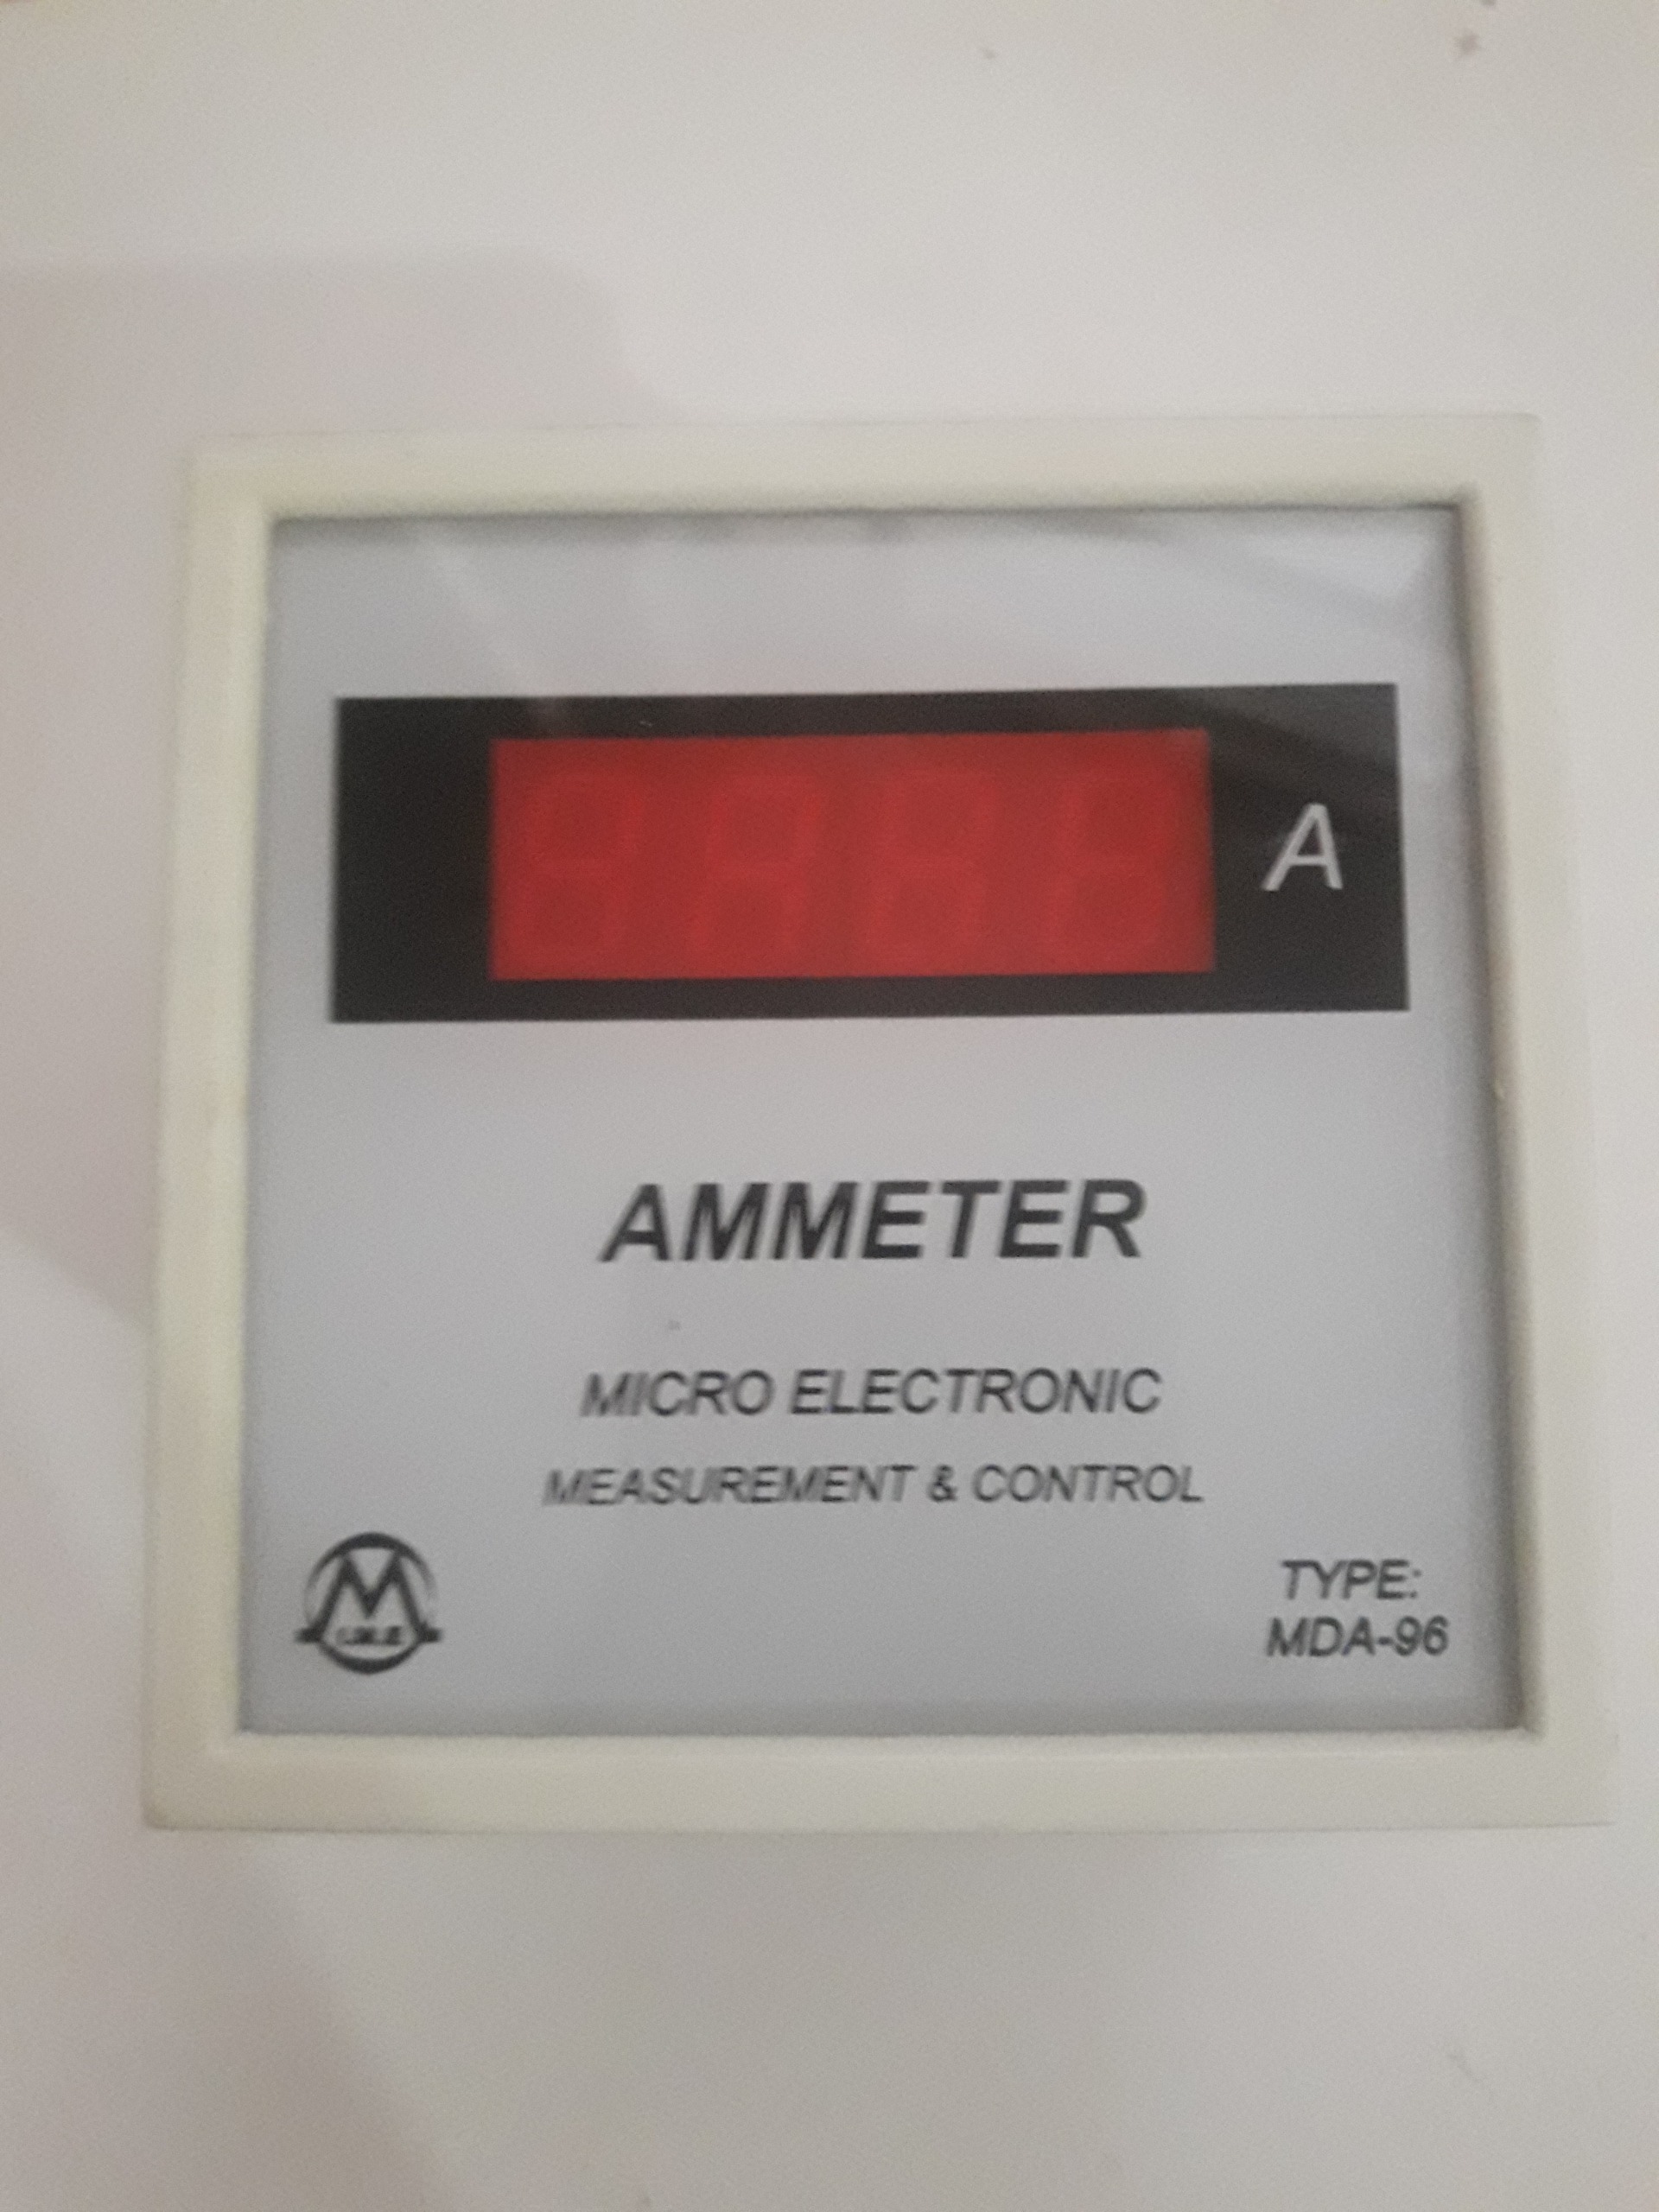 A
AMMETER
MICRO ELECTRONIC
MEASUREMENT & CONTROL
M
TYPE:
MDA-96